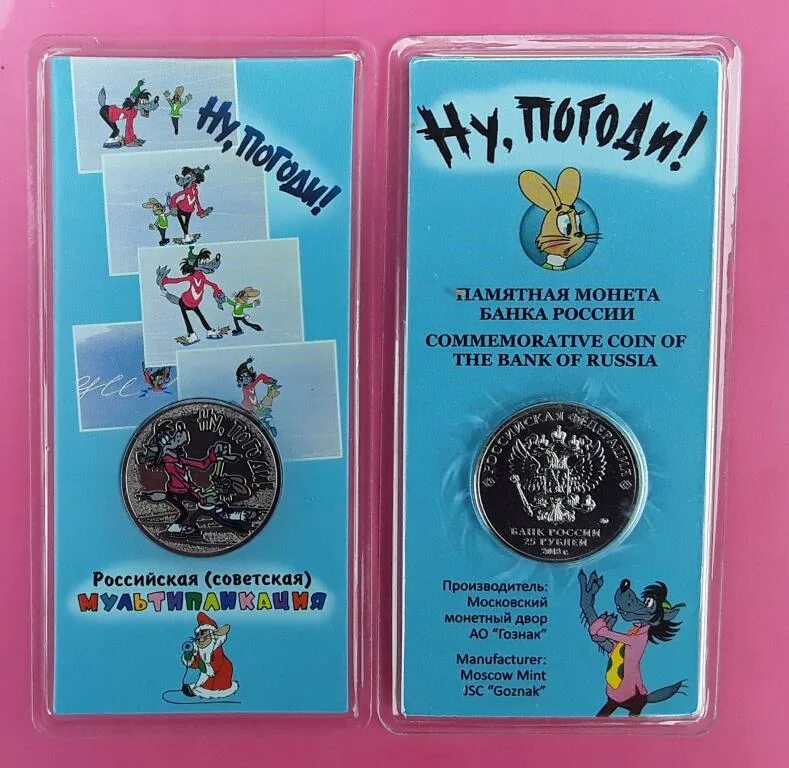 Ну, погоди!
НУ, ПОГОДИ
Российская (советская)
МУЛЬТИПЛИКАЦИЯ
Ну, погоди!
ПАМЯТНАЯ МОНЕТА
БАНКА РОССИИ
COMMEMORATIVE COIN OF
THE BANK OF RUSSIA
РОССИЙСКАЯ ФЕДЕРАЦИЯ
БАНК РОССИИ
25 РУБЛЕЙ
2018 г.
Производитель:
Московский
монетный двор
АО "Гознак"
Manufacturer:
Moscow Mint
JSC "Goznak"